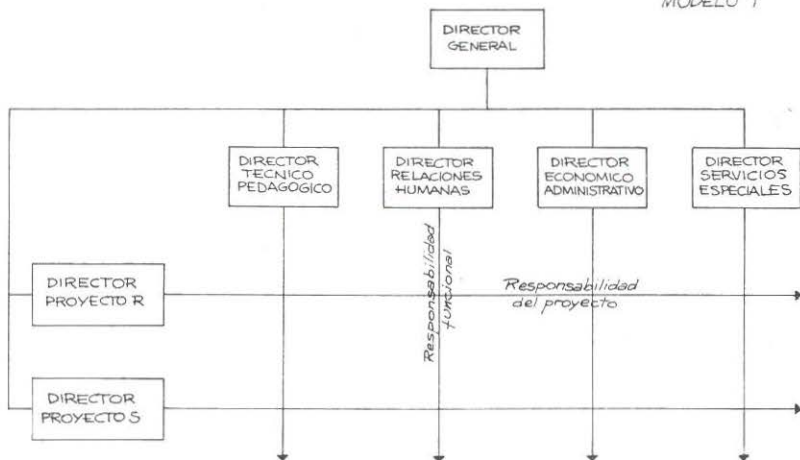 MODELO 1
DIRECTOR
GENERAL
DIRECTOR
TECNICO
PEDAGOGICO
DIRECTOR
RELACIONES
HUMANAS
DIRECTOR
ECONOMICO
ADMINISTRATIVO
DIRECTOR
SERVICIOS
ESPECIALES
Responsabilidad
funcional
DIRECTOR
PROYECTO R
Responsabilidad
del proyecto
DIRECTOR
PROYECTO S